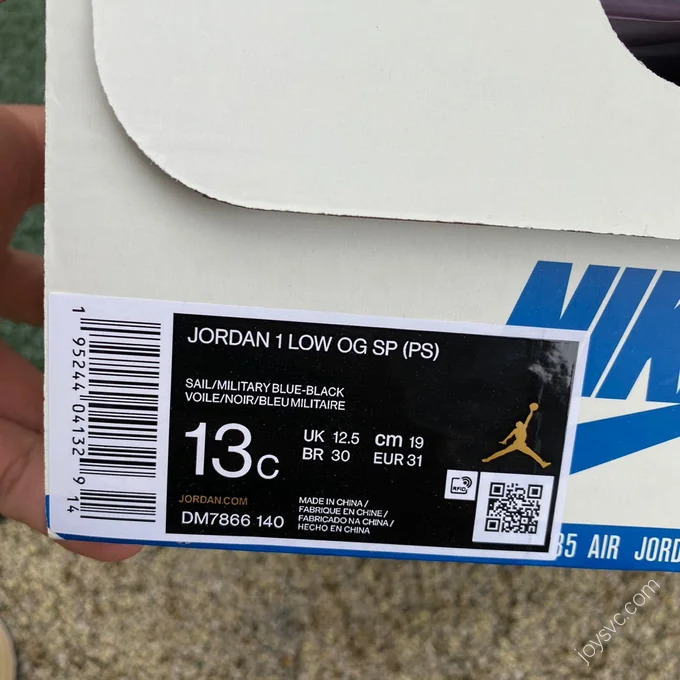 NIK
1 95244 04132 9 14
JORDAN 1 LOW OG SP (PS)
SAIL/MILITARY BLUE-BLACK
VOILE/NOIR/BLEU MILITAIRE
13C
UK 12.5 cm 19
BR 30 EUR 31
JORDAN.COM
DM7866 140
MADE IN CHINA /
FABRIQUE EN CHINE /
FABRICADO NA CHINA /
HECHO EN CHINA
RFID
85 AIR JORD
joysvc.com